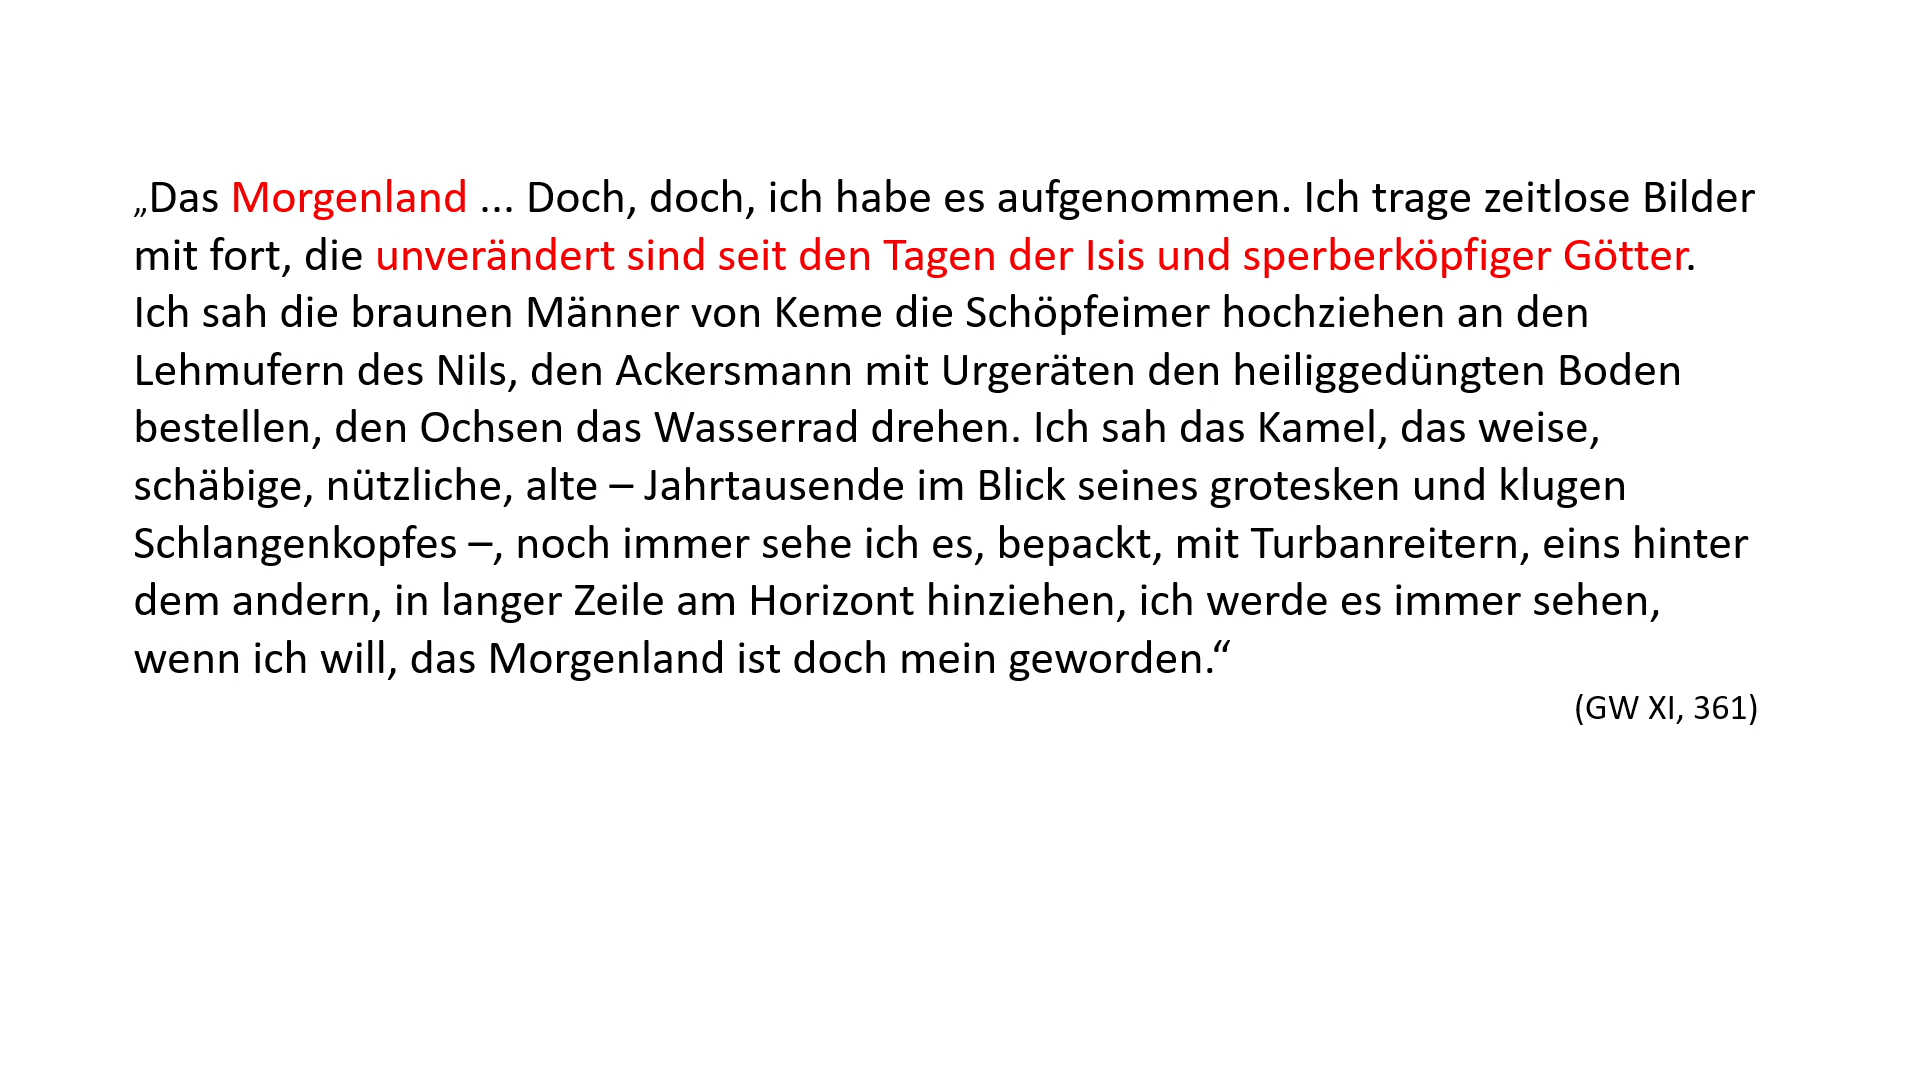 „Das Morgenland ... Doch, doch, ich habe es aufgenommen. Ich trage zeitlose Bilder
mit fort, die unverändert sind seit den Tagen der Isis und sperberköpfiger Götter.
Ich sah die braunen Männer von Keme die Schöpfeimer hochziehen an den
Lehmufern des Nils, den Ackersmann mit Urgeräten den heiliggedüngten Boden
bestellen, den Ochsen das Wasserrad drehen. Ich sah das Kamel, das weise,
schäbige, nützliche, alte – Jahrtausende im Blick seines grotesken und klugen
Schlangenkopfes –, noch immer sehe ich es, bepackt, mit Turbanreitern, eins hinter
dem andern, in langer Zeile am Horizont hinziehen, ich werde es immer sehen,
wenn ich will, das Morgenland ist doch mein geworden.“
(GW XI, 361)